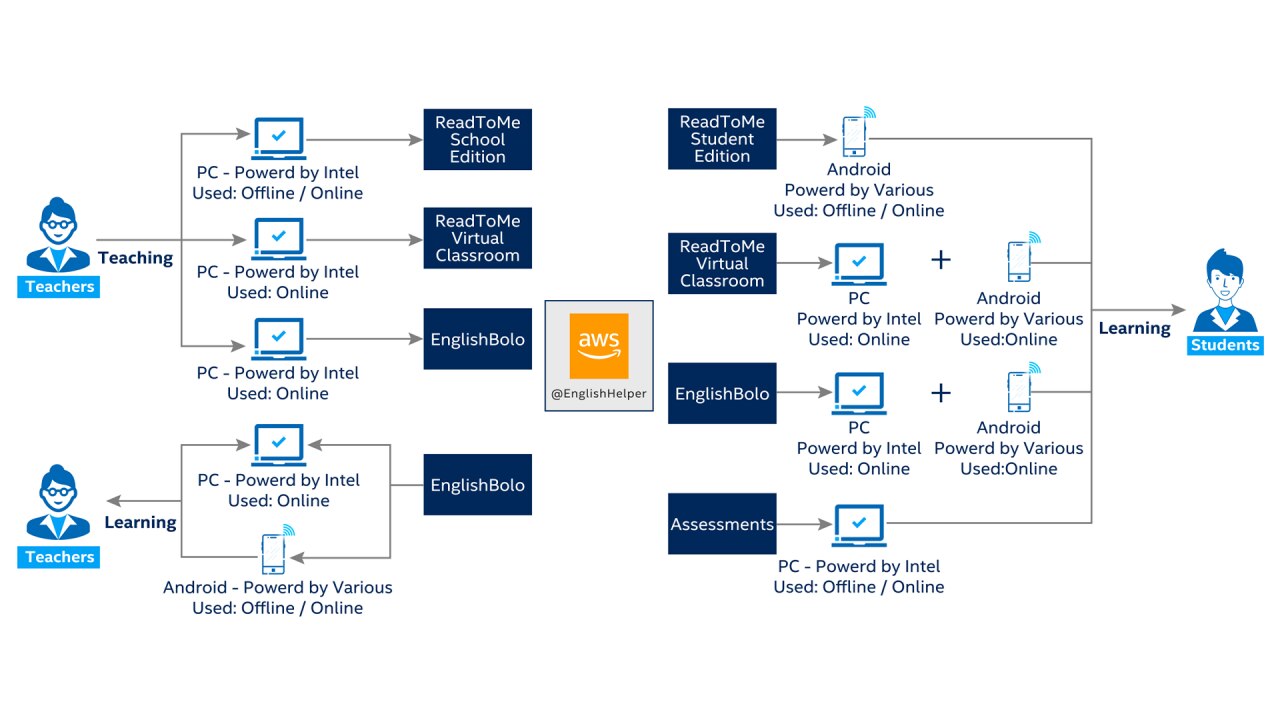 ReadToMe
School
Edition
PC - Powerd by Intel
Used: Offline / Online
Teachers
Teaching
ReadToMe
Virtual
Classroom
PC - Powerd by Intel
Used: Online
EnglishBolo
PC - Powerd by Intel
Used: Online
Teachers
Learning
PC - Powerd by Intel
Used: Online
EnglishBolo
Android - Powerd by Various
Used: Offline / Online
aws
@EnglishHelper
ReadToMe
Student
Edition
Android
Powerd by Various
Used: Offline / Online
ReadToMe
Virtual
Classroom
PC
Powerd by Intel
Used: Online
+
Android
Powerd by Various
Used:Online
EnglishBolo
PC
Powerd by Intel
Used: Online
+
Android
Powerd by Various
Used:Online
Assessments
PC - Powerd by Intel
Used: Offline / Online
Learning
Students